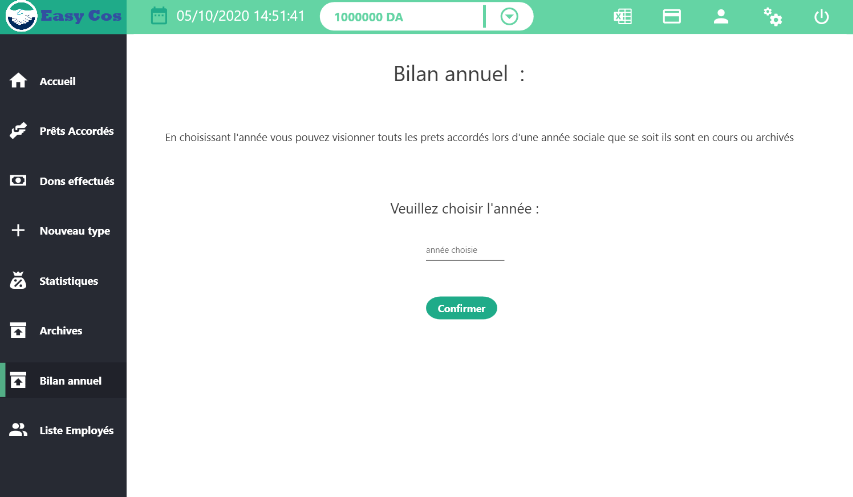 Easy Cos
05/10/2020 14:51:41
1000000 DA
Accueil
Prêts Accordés
Dons effectués
Nouveau type
Statistiques
Archives
Bilan annuel
Liste Employés
Bilan annuel :
En choisissant l'année vous pouvez visionner touts les prets accordés lors d'une année sociale que se soit ils sont en cours ou archivés
Veuillez choisir l'année :
année choisie
Confirmer